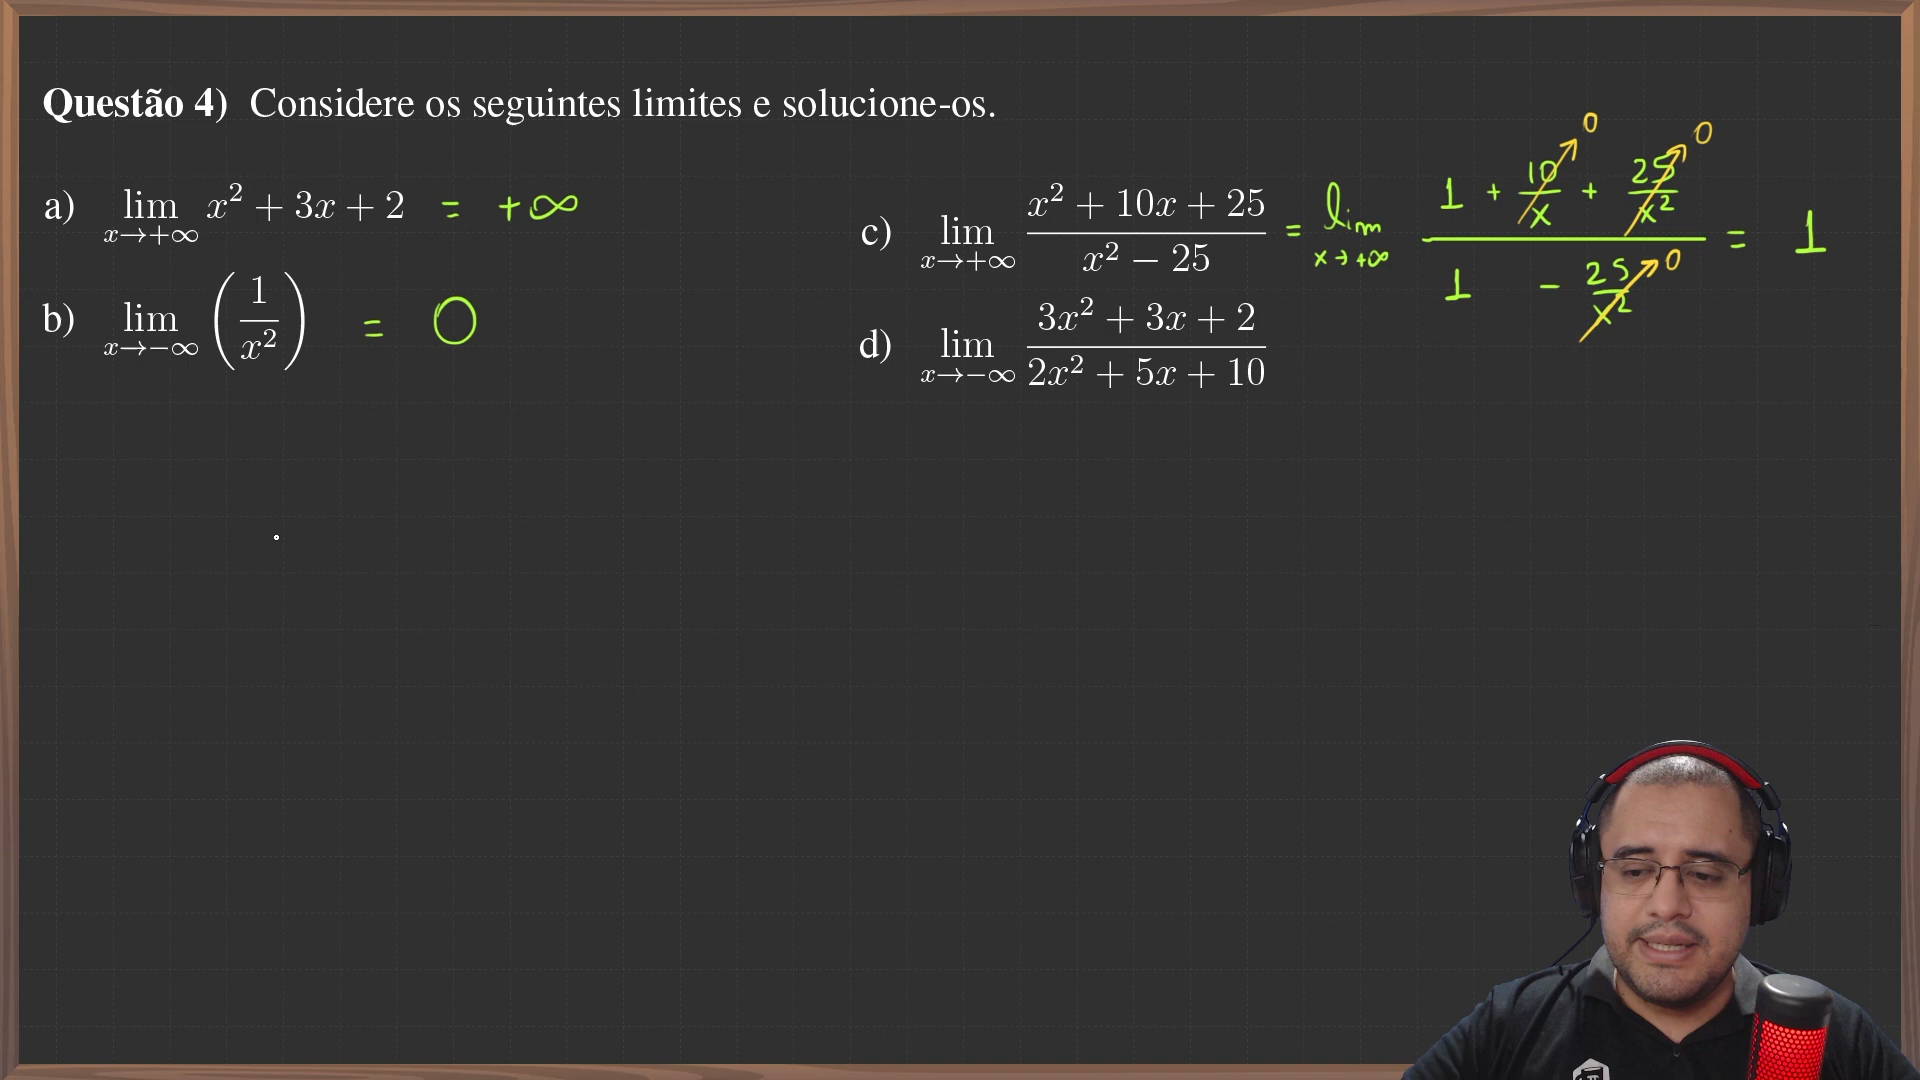 Questão 4) Considere os seguintes limites e solucione-os.
a) lim x→+∞ x² + 3x + 2 = +∞
b) lim x→−∞ (1/x²) = 0
c) lim x→+∞ (x² + 10x + 25)/(x² − 25) = lim x→+∞ (1 + 10/x →0 + 25/x² →0)/(1 − 25/x² →0) = 1
d) lim x→−∞ (3x² + 3x + 2)/(2x² + 5x + 10)